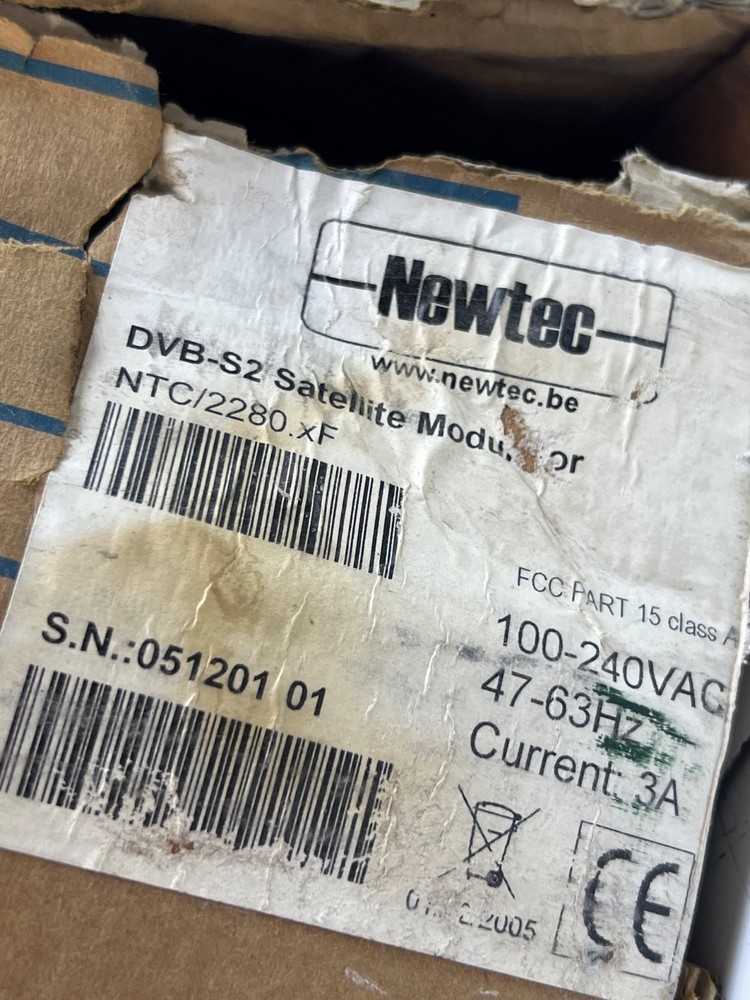 Newtec
www.newtec.be
DVB-S2 Satellite
NTC/2280.xF
FCC PART 15 class A
100-240VAC
47-63Hz
Current: 3A
S.N.:051201 01
CE